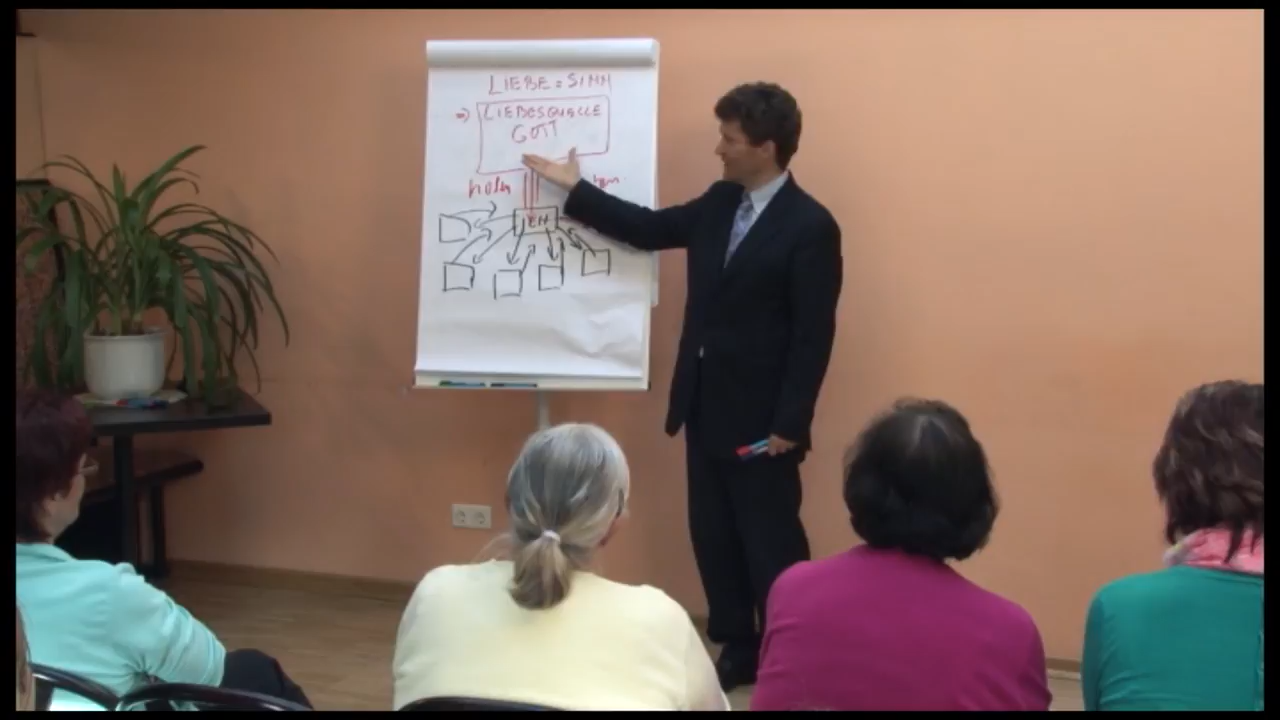 LIEBE = SINN
⇒ LIEBESQUELLE
GOTT
holen
ICH